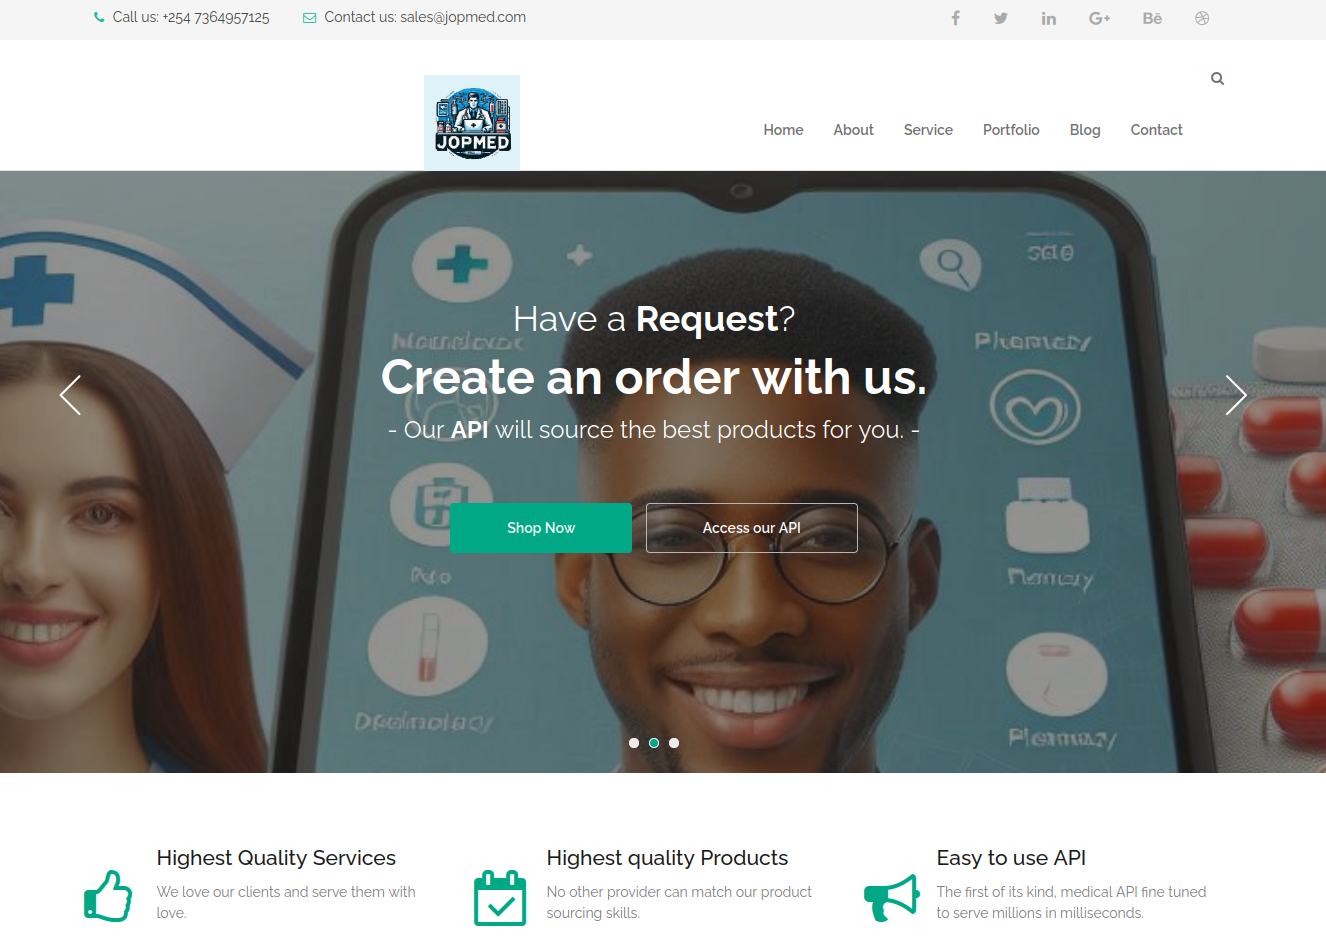 Call us: +254 7364957125
Contact us: sales@jopmed.com
JOPMED
Home
About
Service
Portfolio
Blog
Contact
Have a Request?
Create an order with us.
- Our API will source the best products for you. -
Shop Now
Access our API
Highest Quality Services
We love our clients and serve them with
love.
Highest quality Products
No other provider can match our product
sourcing skills.
Easy to use API
The first of its kind, medical API fine tuned
to serve millions in milliseconds.